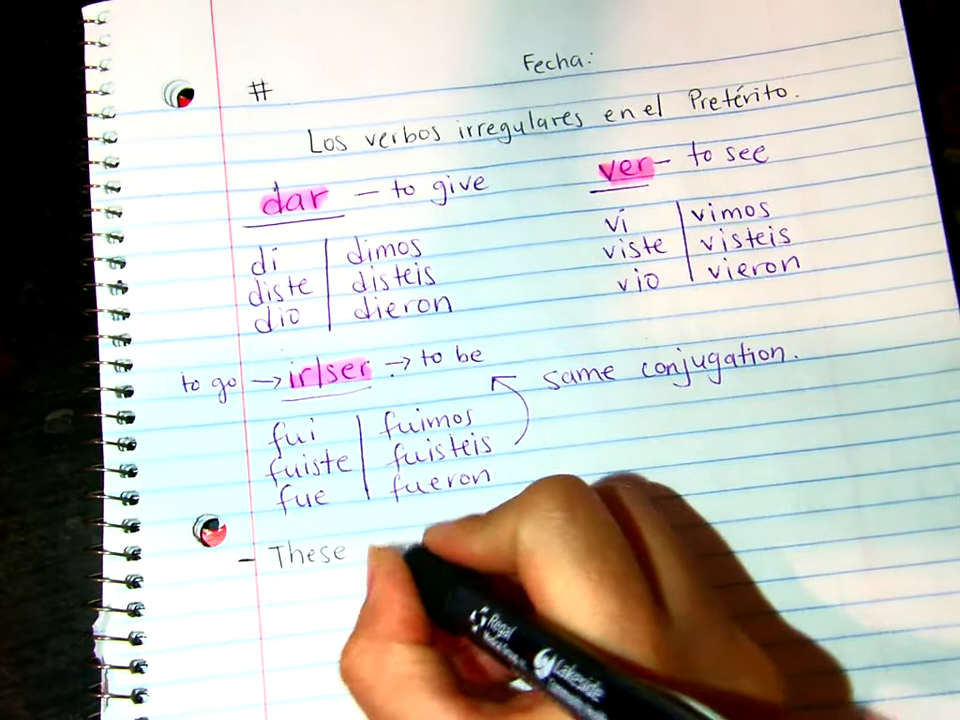 Fecha:
#
Los verbos irregulares en el Pretérito.
dar – to give
di dimos
diste disteis
dio dieron
ver – to see
vi vimos
viste visteis
vio vieron
to go → ir/ser → to be
same conjugation.
fui fuimos
fuiste fuisteis
fue fueron
- These
Regal
Lakeside